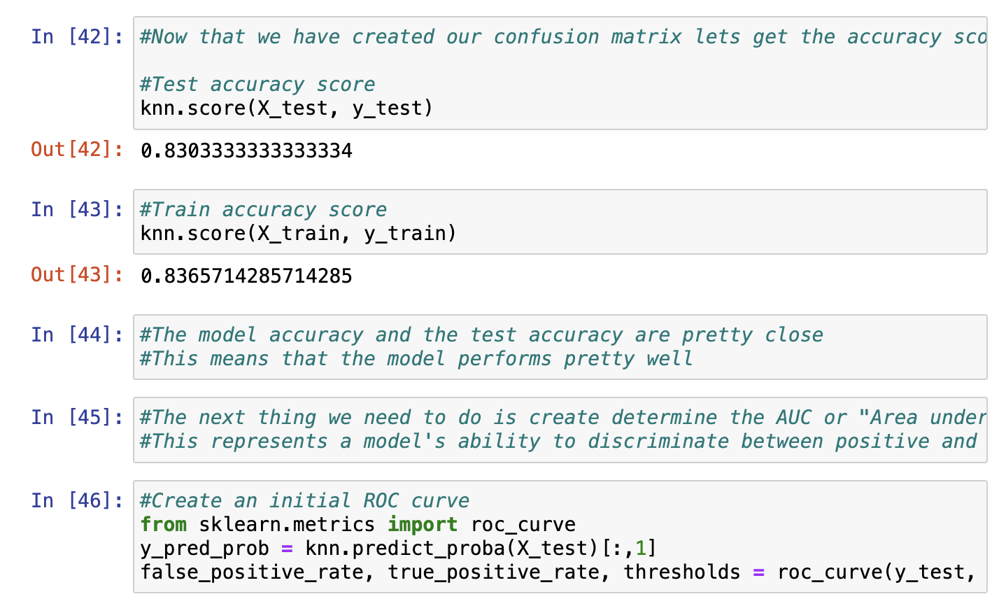 In [42]: #Now that we have created our confusion matrix lets get the accuracy sco
#Test accuracy score
knn.score(X_test, y_test)
Out[42]: 0.8303333333333334
In [43]: #Train accuracy score
knn.score(X_train, y_train)
Out[43]: 0.8365714285714285
In [44]: #The model accuracy and the test accuracy are pretty close
#This means that the model performs pretty well
In [45]: #The next thing we need to do is create determine the AUC or "Area under
#This represents a model's ability to discriminate between positive and
In [46]: #Create an initial ROC curve
from sklearn.metrics import roc_curve
y_pred_prob = knn.predict_proba(X_test)[:,1]
false_positive_rate, true_positive_rate, thresholds = roc_curve(y_test,